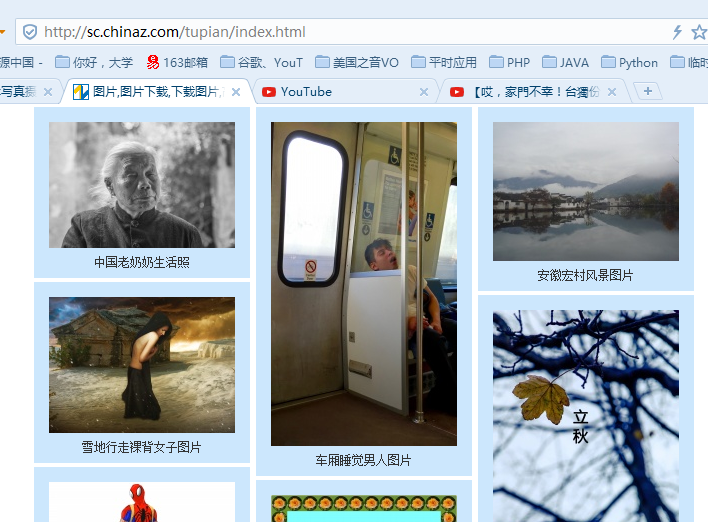 http://sc.chinaz.com/tupian/index.html
源中国 - 你好，大学 163邮箱 谷歌、YouT 美国之音VO 平时应用 PHP JAVA Python 临时
写真 图片,图片下载,下载图片, YouTube 【哎，家門不幸！台獨份
中国老奶奶生活照
安徽宏村风景图片
雪地行走裸背女子图片
立
秋
车厢睡觉男人图片